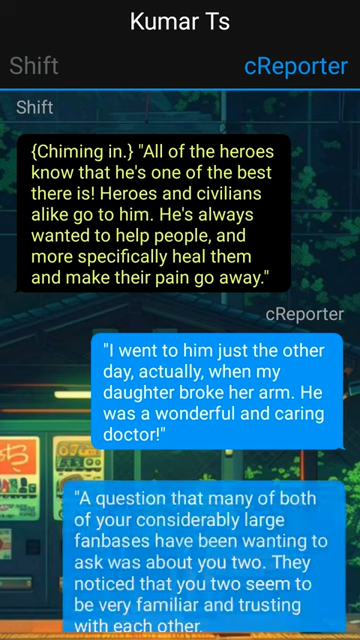 Kumar Ts
Shift
cReporter
Shift
{Chiming in.} "All of the heroes
know that he's one of the best
there is! Heroes and civilians
alike go to him. He's always
wanted to help people, and
more specifically heal them
and make their pain go away."
cReporter
"I went to him just the other
day, actually, when my
daughter broke her arm. He
was a wonderful and caring
doctor!"
"A question that many of both
of your considerably large
fanbases have been wanting to
ask was about you two. They
noticed that you two seem to
be very familiar and trusting
with each other.